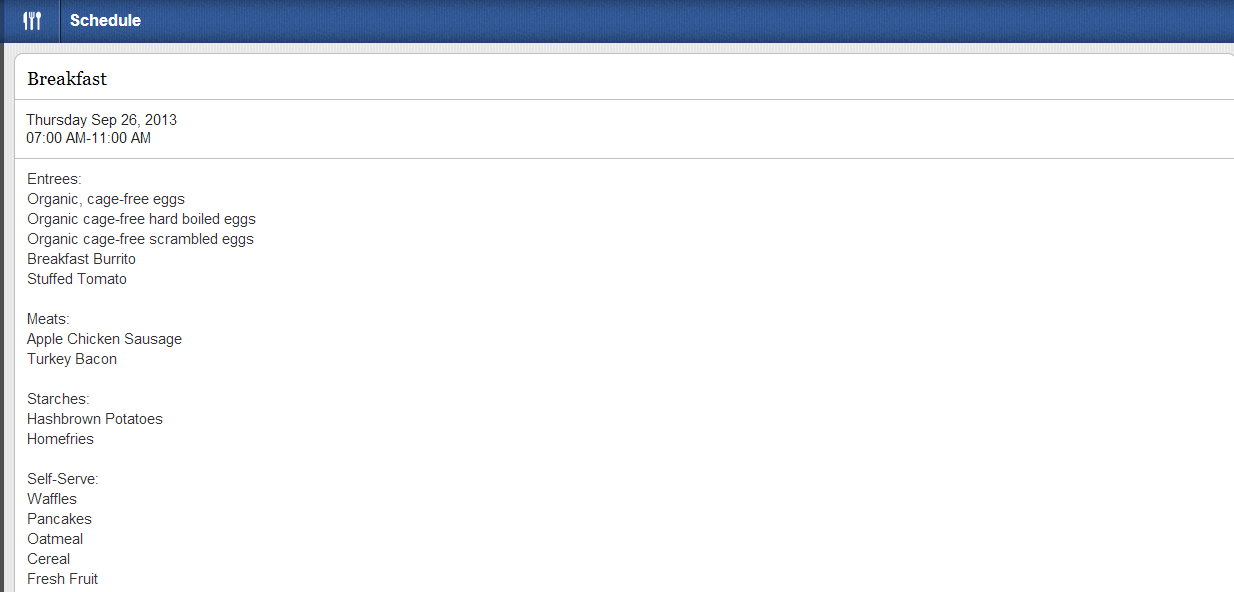 Schedule
Breakfast
Thursday Sep 26, 2013
07:00 AM-11:00 AM
Entrees:
Organic, cage-free eggs
Organic cage-free hard boiled eggs
Organic cage-free scrambled eggs
Breakfast Burrito
Stuffed Tomato
Meats:
Apple Chicken Sausage
Turkey Bacon
Starches:
Hashbrown Potatoes
Homefries
Self-Serve:
Waffles
Pancakes
Oatmeal
Cereal
Fresh Fruit